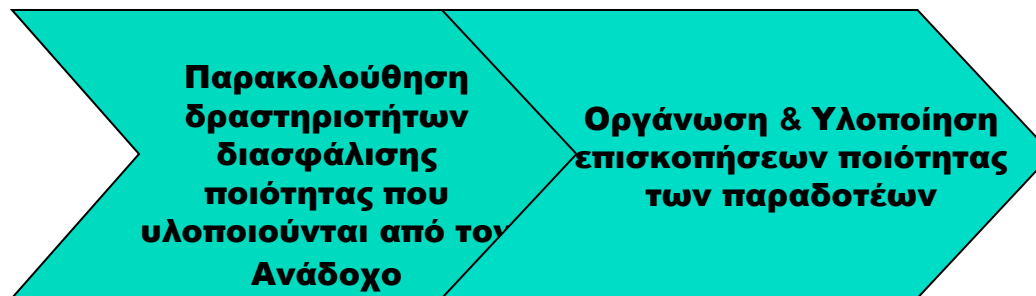 Παρακολούθηση
δραστηριοτήτων
διασφάλισης
ποιότητας που
υλοποιούνται από τον
Ανάδοχο
Οργάνωση & Υλοποίηση
επισκοπήσεων ποιότητας
των παραδοτέων